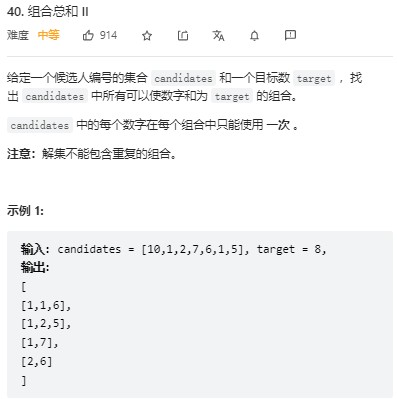 40. 组合总和 II
难度 中等 914
给定一个候选人编号的集合 candidates 和一个目标数 target ，找
出 candidates 中所有可以使数字和为 target 的组合。
candidates 中的每个数字在每个组合中只能使用 一次 。
注意：解集不能包含重复的组合。
示例 1:
输入: candidates = [10,1,2,7,6,1,5], target = 8,
输出:
[
[1,1,6],
[1,2,5],
[1,7],
[2,6]
]